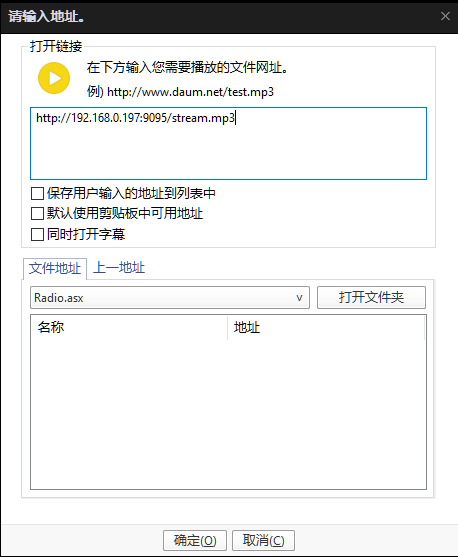 请输入地址。
打开链接
在下方输入您需要播放的文件网址。
例) http://www.daum.net/test.mp3
http://192.168.0.197:9095/stream.mp3
保存用户输入的地址到列表中
默认使用剪贴板中可用地址
同时打开字幕
文件地址 上一地址
Radio.asx 打开文件夹
名称 地址
确定(O) 取消(C)